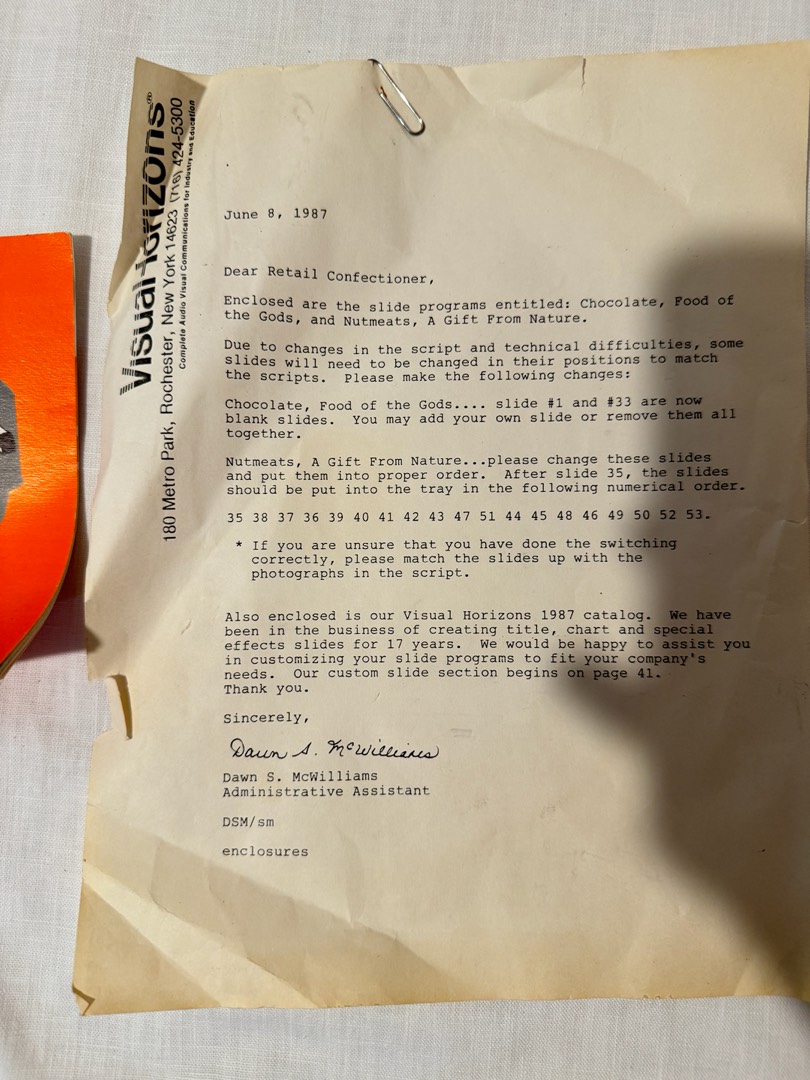 Visual Horizons®
180 Metro Park, Rochester, New York 14623 (716) 424-5300
Complete Audio Visual Communications for Industry and Education
June 8, 1987
Dear Retail Confectioner,
Enclosed are the slide programs entitled: Chocolate, Food of
the Gods, and Nutmeats, A Gift From Nature.
Due to changes in the script and technical difficulties, some
slides will need to be changed in their positions to match
the scripts. Please make the following changes:
Chocolate, Food of the Gods.... slide #1 and #33 are now
blank slides. You may add your own slide or remove them all
together.
Nutmeats, A Gift From Nature...please change these slides
and put them into proper order. After slide 35, the slides
should be put into the tray in the following numerical order.
35 38 37 36 39 40 41 42 43 47 51 44 45 48 46 49 50 52 53.
* If you are unsure that you have done the switching
correctly, please match the slides up with the
photographs in the script.
Also enclosed is our Visual Horizons 1987 catalog. We have
been in the business of creating title, chart and special
effects slides for 17 years. We would be happy to assist you
in customizing your slide programs to fit your company's
needs. Our custom slide section begins on page 41.
Thank you.
Sincerely,
Dawn S. McWilliams
Dawn S. McWilliams
Administrative Assistant
DSM/sm
enclosures